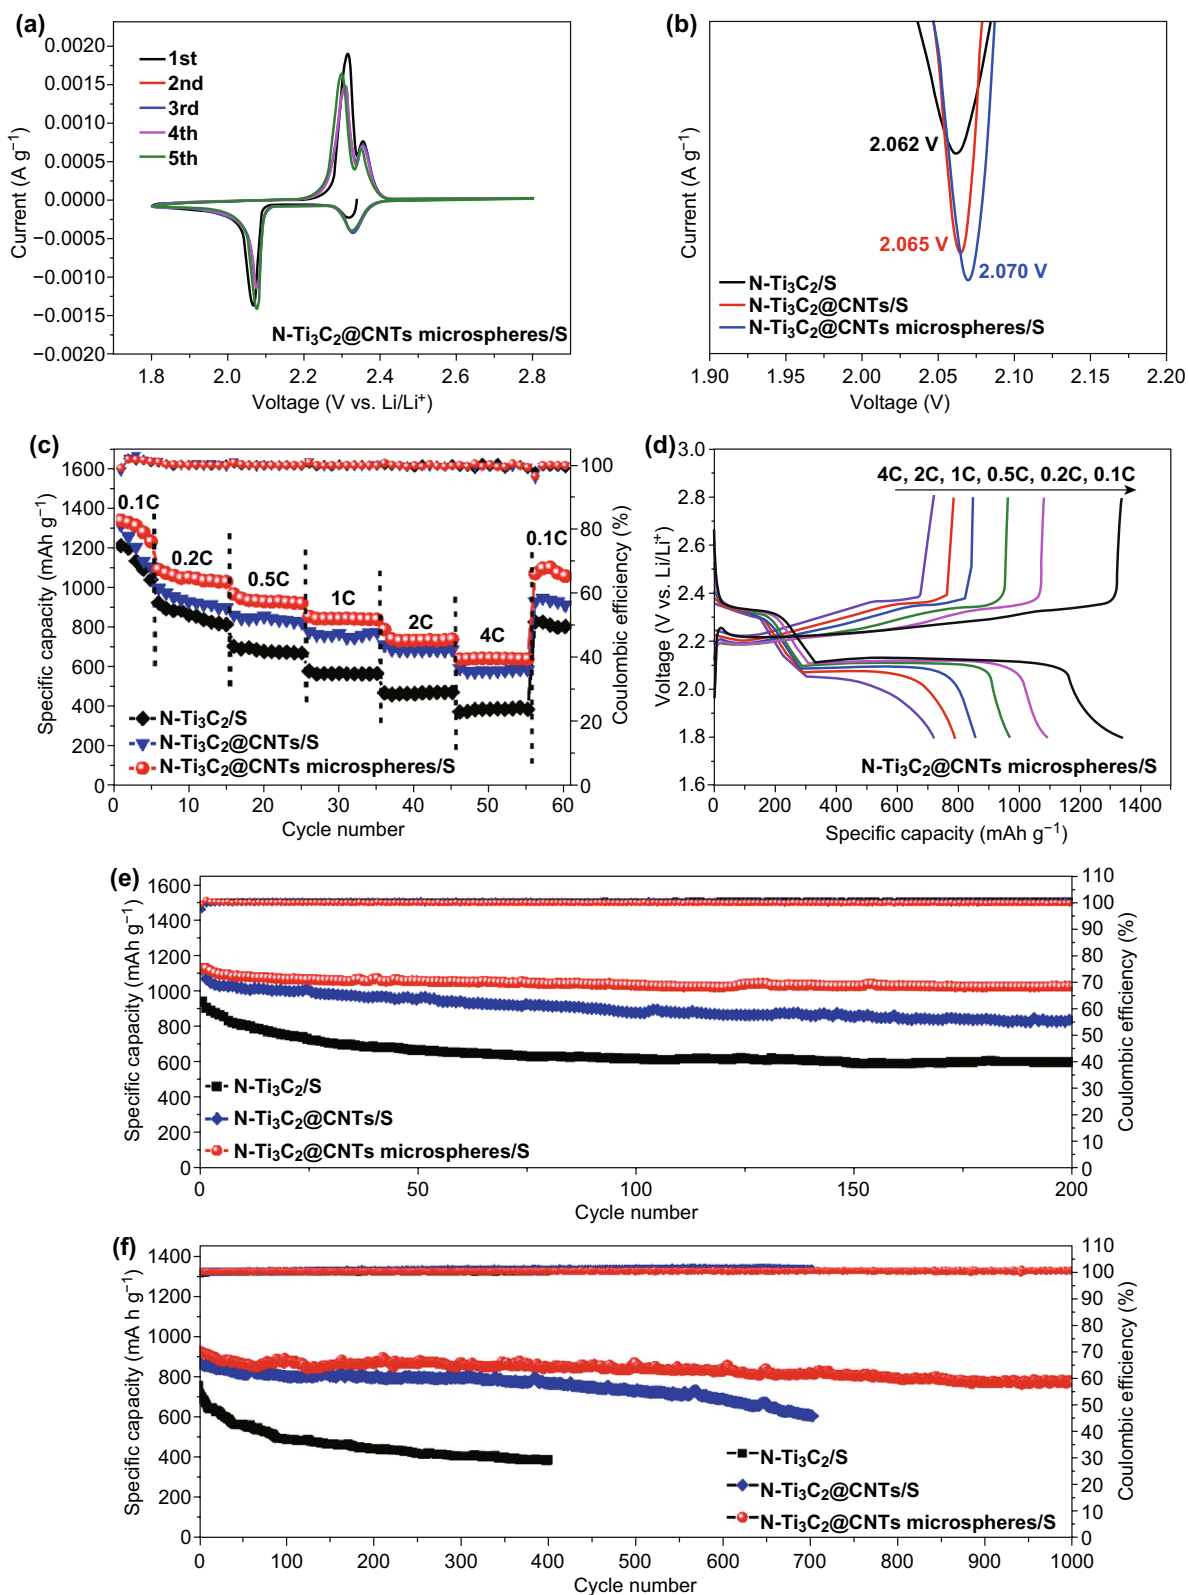 (a)
0.0020
0.0015
0.0010
0.0005
0.0000
−0.0005
−0.0010
−0.0015
−0.0020
Current (A g⁻¹)
1st
2nd
3rd
4th
5th
N-Ti₃C₂@CNTs microspheres/S
1.8 2.0 2.2 2.4 2.6 2.8
Voltage (V vs. Li/Li⁺)
(b)
Current (A g⁻¹)
2.062 V
2.065 V
2.070 V
N-Ti₃C₂/S
N-Ti₃C₂@CNTs/S
N-Ti₃C₂@CNTs microspheres/S
1.90 1.95 2.00 2.05 2.10 2.15 2.20
Voltage (V)
(c)
1600
1400
1200
1000
800
600
400
200
0
Specific capacity (mAh g⁻¹)
0.1C
0.2C
0.5C
1C
2C
4C
0.1C
N-Ti₃C₂/S
N-Ti₃C₂@CNTs/S
N-Ti₃C₂@CNTs microspheres/S
100
80
60
40
20
0
Coulombic efficiency (%)
0 10 20 30 40 50 60
Cycle number
(d)
3.2
2.8
2.4
2.2
2.0
1.8
1.6
Voltage (V vs. Li/Li⁺)
4C, 2C, 1C, 0.5C, 0.2C, 0.1C
N-Ti₃C₂@CNTs microspheres/S
0 200 400 600 800 1000 1200 1400
Specific capacity (mAh g⁻¹)
(e)
1600
1400
1200
1000
800
600
400
200
0
Specific capacity (mAh g⁻¹)
N-Ti₃C₂/S
N-Ti₃C₂@CNTs/S
N-Ti₃C₂@CNTs microspheres/S
110
100
90
80
70
60
50
40
30
20
10
0
Coulombic efficiency (%)
0 50 100 150 200
Cycle number
(f)
1400
1200
1000
800
600
400
200
0
Specific capacity (mA h g⁻¹)
N-Ti₃C₂/S
N-Ti₃C₂@CNTs/S
N-Ti₃C₂@CNTs microspheres/S
110
100
90
80
70
60
50
40
30
20
10
0
Coulombic efficiency (%)
0 100 200 300 400 500 600 700 800 900 1000
Cycle number